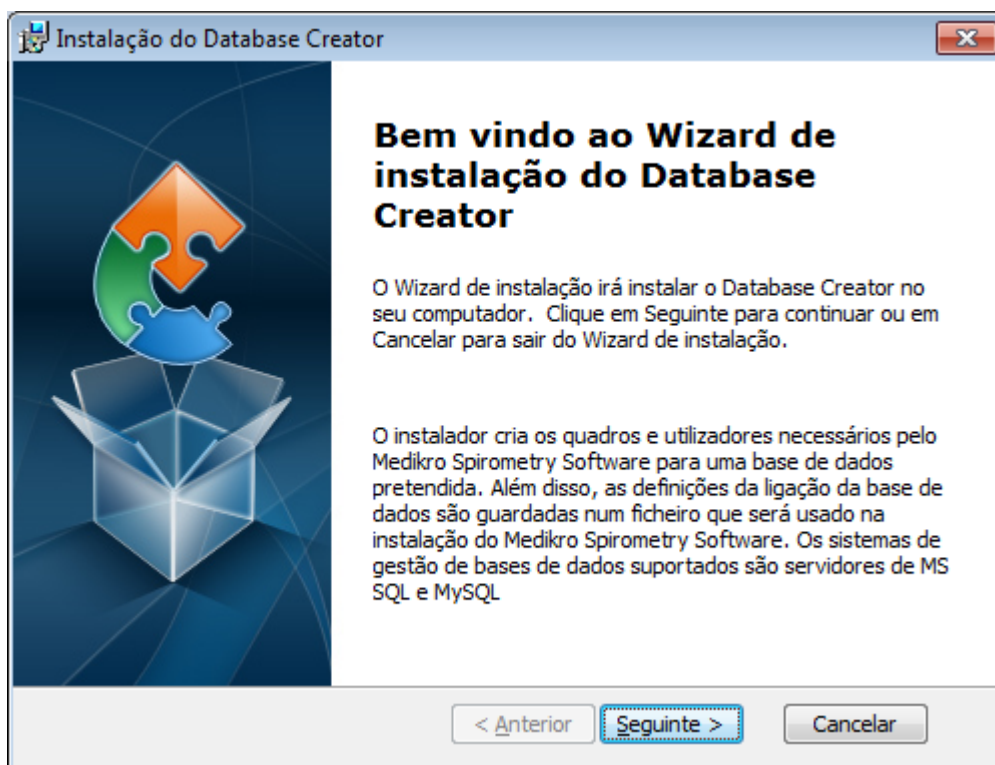 Instalação do Database Creator
Bem vindo ao Wizard de
instalação do Database
Creator
O Wizard de instalação irá instalar o Database Creator no
seu computador.  Clique em Seguinte para continuar ou em
Cancelar para sair do Wizard de instalação.
O instalador cria os quadros e utilizadores necessários pelo
Medikro Spirometry Software para uma base de dados
pretendida. Além disso, as definições da ligação da base de
dados são guardadas num ficheiro que será usado na
instalação do Medikro Spirometry Software. Os sistemas de
gestão de bases de dados suportados são servidores de MS
SQL e MySQL
< Anterior
Seguinte >
Cancelar